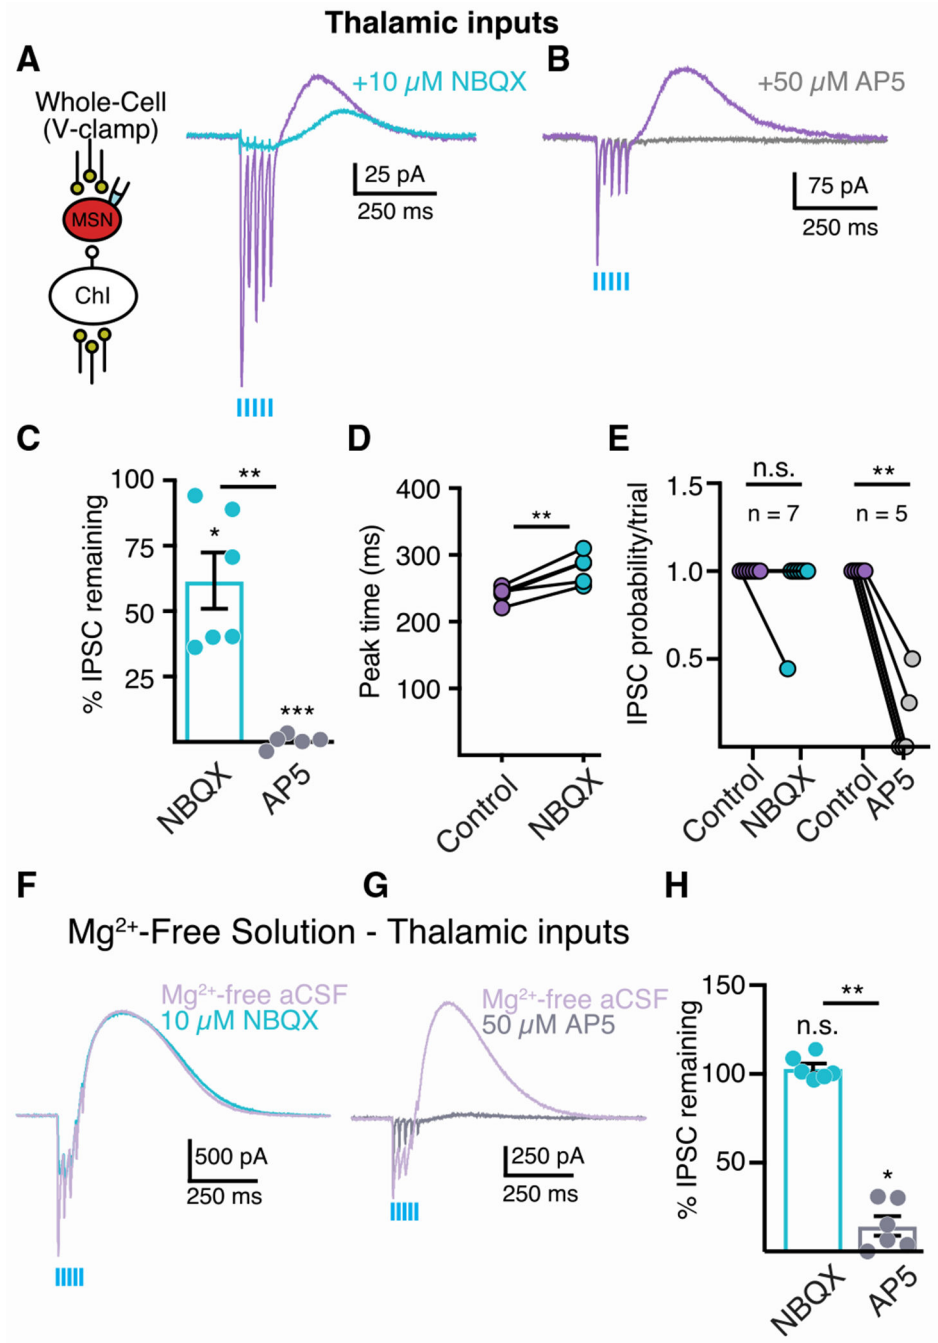 Thalamic inputs
A
Whole-Cell
(V-clamp)
MSN
ChI
+10 µM NBQX
25 pA
250 ms
B
+50 µM AP5
75 pA
250 ms
C
% IPSC remaining
100
75
50
25
**
*
***
NBQX
AP5
D
Peak time (ms)
400
300
200
100
**
Control
NBQX
E
IPSC probability/trial
1.5
1.0
0.5
n.s.
n = 7
**
n = 5
Control
NBQX
Control
AP5
F
G
Mg²⁺-Free Solution - Thalamic inputs
Mg²⁺-free aCSF
10 µM NBQX
500 pA
250 ms
Mg²⁺-free aCSF
50 µM AP5
250 pA
250 ms
H
% IPSC remaining
150
100
50
**
n.s.
*
NBQX
AP5